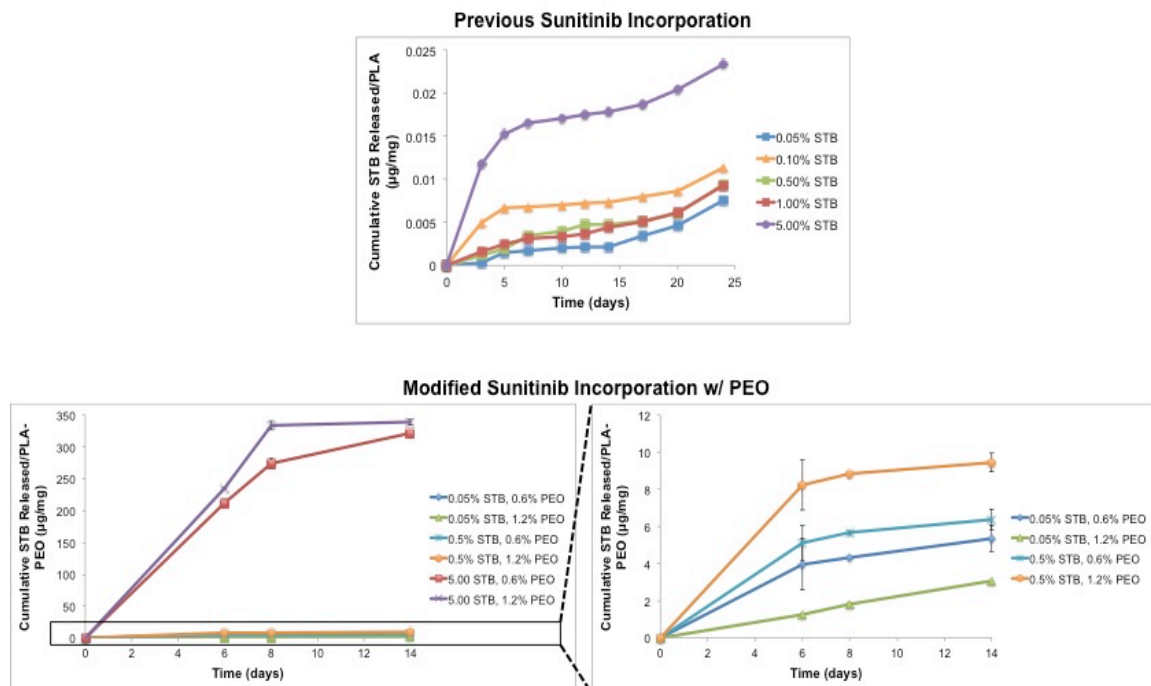 Previous Sunitinib Incorporation
Cumulative STB Released/PLA
(µg/mg)
0.025
0.02
0.015
0.01
0.005
0
0 5 10 15 20 25
Time (days)
0.05% STB
0.10% STB
0.50% STB
1.00% STB
5.00% STB
Modified Sunitinib Incorporation w/ PEO
Cumulative STB Released/PLA-
PEO (µg/mg)
350
300
250
200
150
100
50
0
0 2 4 6 8 10 12 14
Time (days)
0.05% STB, 0.6% PEO
0.05% STB, 1.2% PEO
0.5% STB, 0.6% PEO
0.5% STB, 1.2% PEO
5.00 STB, 0.6% PEO
5.00 STB, 1.2% PEO
Cumulative STB Released/PLA-
PEO (µg/mg)
12
10
8
6
4
2
0
0 2 4 6 8 10 12 14
Time (days)
0.05% STB, 0.6% PEO
0.05% STB, 1.2% PEO
0.5% STB, 0.6% PEO
0.5% STB, 1.2% PEO